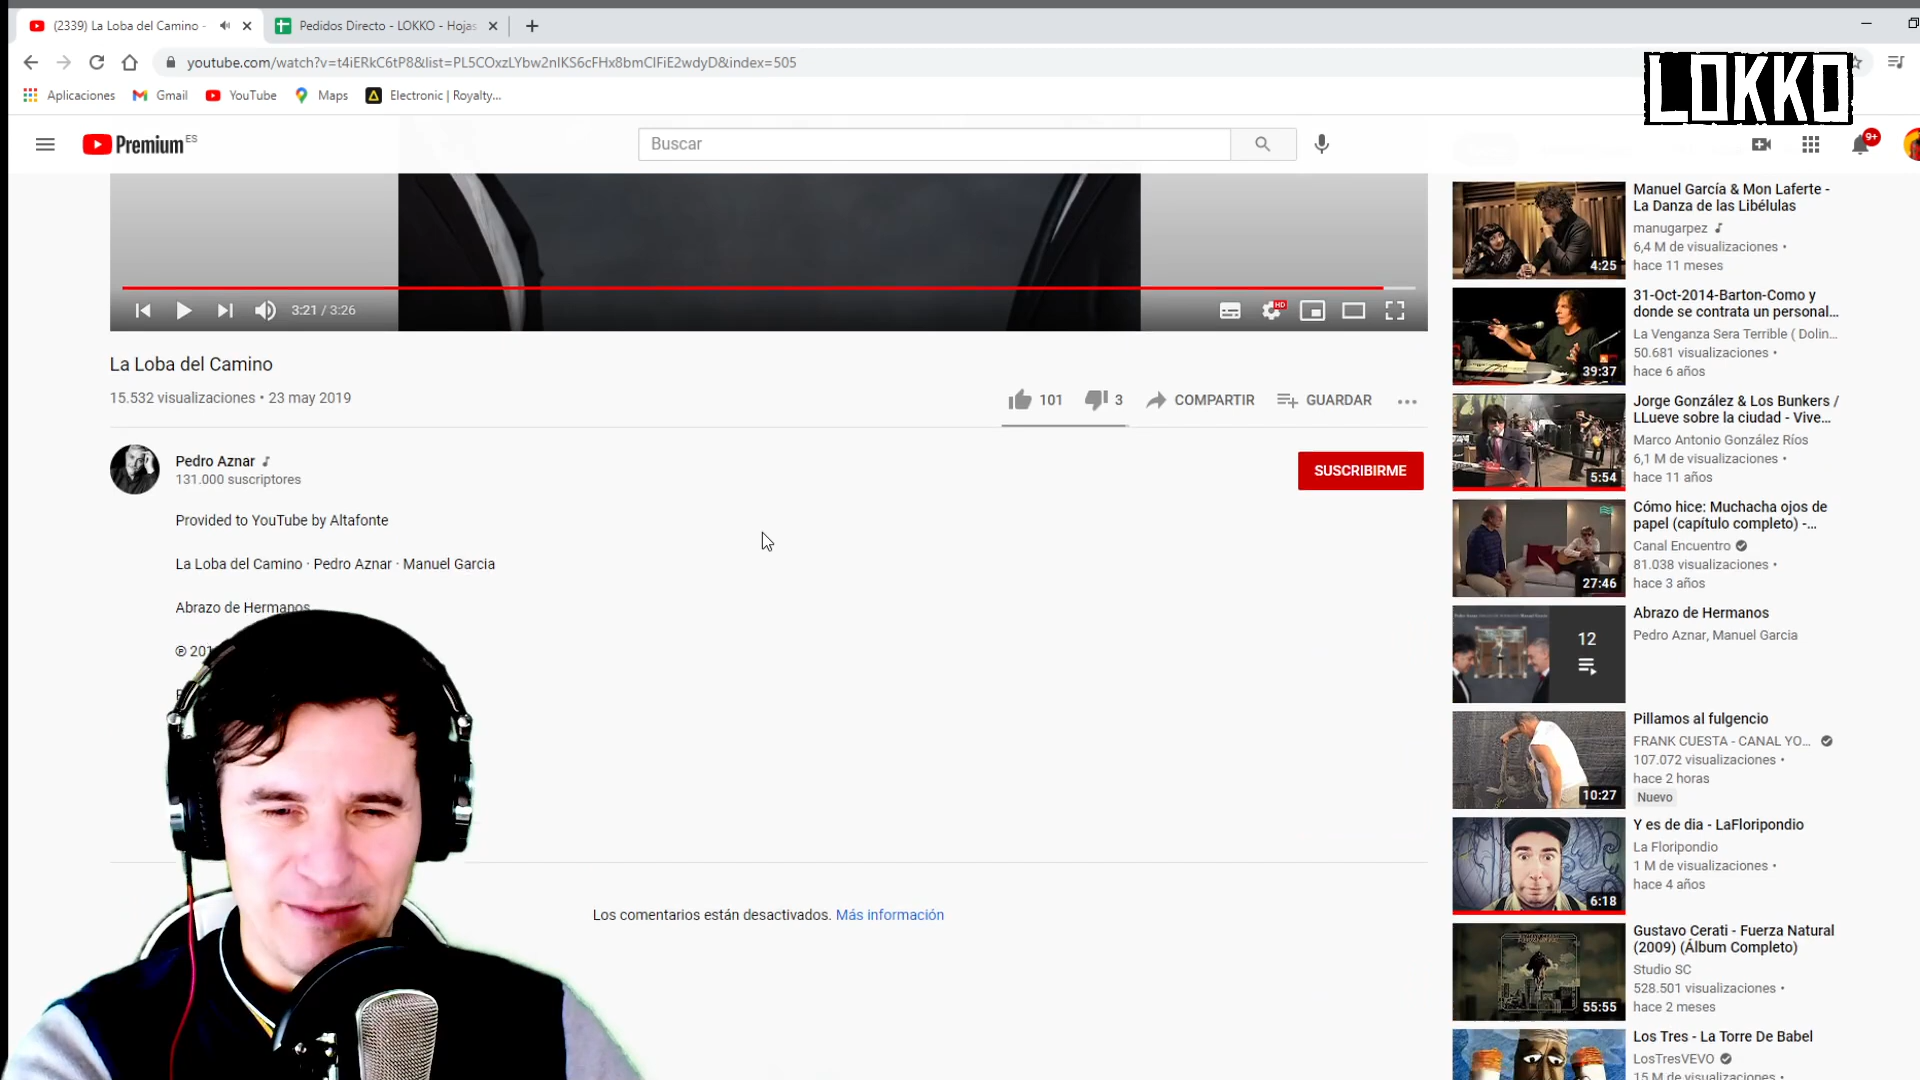 (2339) La Loba del Camino -
Pedidos Directo - LOKKO - Hojas
youtube.com/watch?v=t4iERkC6tP8&list=PL5COxzLYbw2nIKS6cFHx8bmCIFiE2wdyD&index=505
LOKKO
Aplicaciones
Gmail
YouTube
Maps
Electronic | Royalty...
Premium ES
Buscar
9+
3:21 / 3:26
HD
La Loba del Camino
15.532 visualizaciones • 23 may 2019
101
3
COMPARTIR
GUARDAR
Pedro Aznar
131.000 suscriptores
SUSCRIBIRME
Provided to YouTube by Altafonte
La Loba del Camino · Pedro Aznar · Manuel Garcia
Abrazo de Hermanos
℗ 201
Los comentarios están desactivados. Más información
Manuel García & Mon Laferte -
La Danza de las Libélulas
manugarpez
6,4 M de visualizaciones •
hace 11 meses
4:25
31-Oct-2014-Barton-Como y
donde se contrata un personal...
La Venganza Sera Terrible ( Dolin...
50.681 visualizaciones •
hace 6 años
39:37
Jorge González & Los Bunkers /
LLueve sobre la ciudad - Vive...
Marco Antonio González Ríos
6,1 M de visualizaciones •
hace 11 años
5:54
Cómo hice: Muchacha ojos de
papel (capítulo completo) -...
Canal Encuentro
81.038 visualizaciones •
hace 3 años
27:46
Abrazo de Hermanos
Pedro Aznar, Manuel Garcia
12
Pillamos al fulgencio
FRANK CUESTA - CANAL YO...
107.072 visualizaciones •
hace 2 horas
Nuevo
10:27
Y es de dia - LaFloripondio
La Floripondio
1 M de visualizaciones •
hace 4 años
6:18
Gustavo Cerati - Fuerza Natural
(2009) (Álbum Completo)
Studio SC
528.501 visualizaciones •
hace 2 meses
55:55
Los Tres - La Torre De Babel
LosTresVEVO
15 M de visualizaciones •